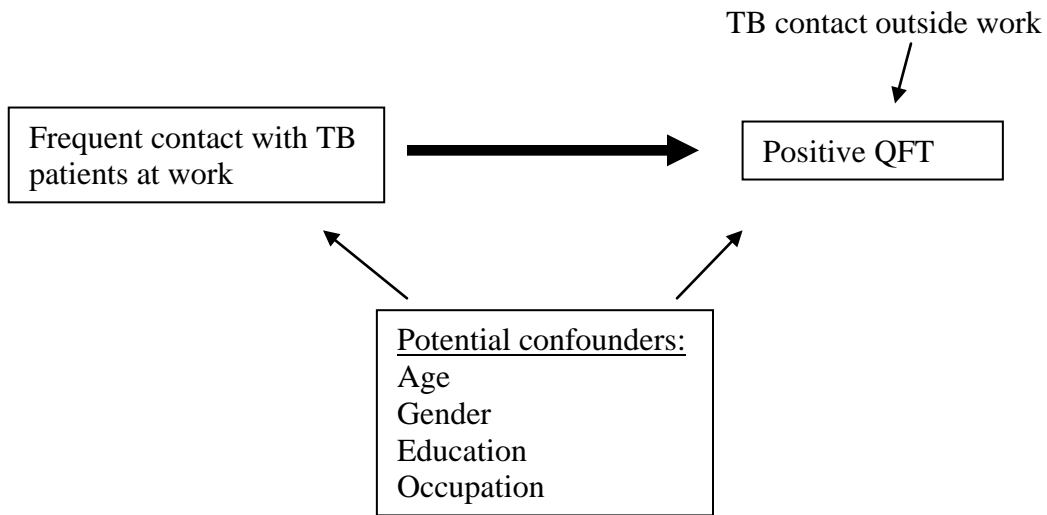 TB contact outside work
Frequent contact with TB
patients at work
Positive QFT
Potential confounders:
Age
Gender
Education
Occupation